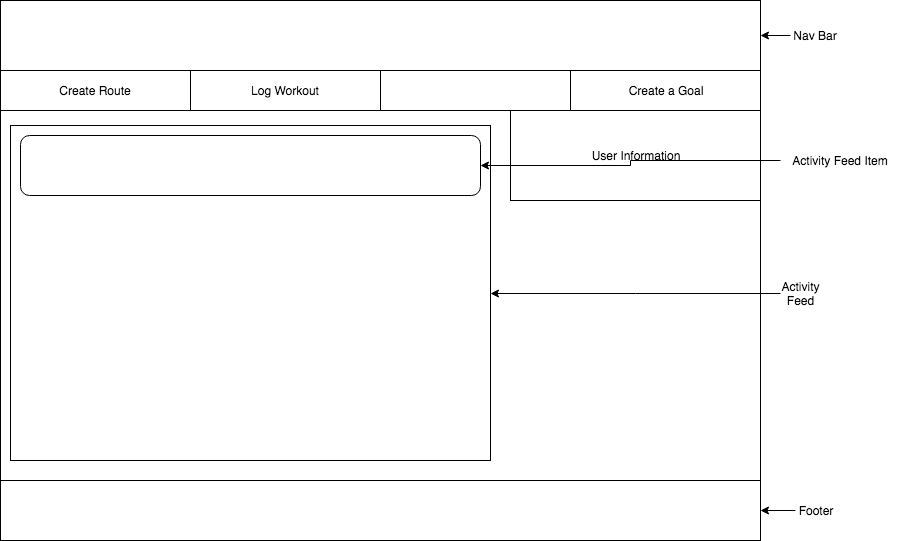 Nav Bar
Create Route
Log Workout
Create a Goal
User Information
Activity Feed Item
Activity
Feed
Footer